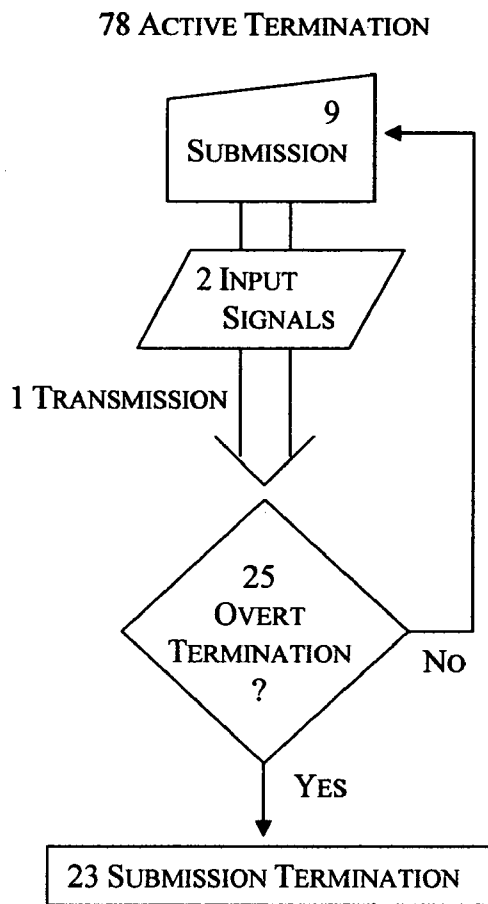 78 ACTIVE TERMINATION
9
SUBMISSION
2 INPUT
SIGNALS
1 TRANSMISSION
25
OVERT
TERMINATION
?
NO
YES
23 SUBMISSION TERMINATION